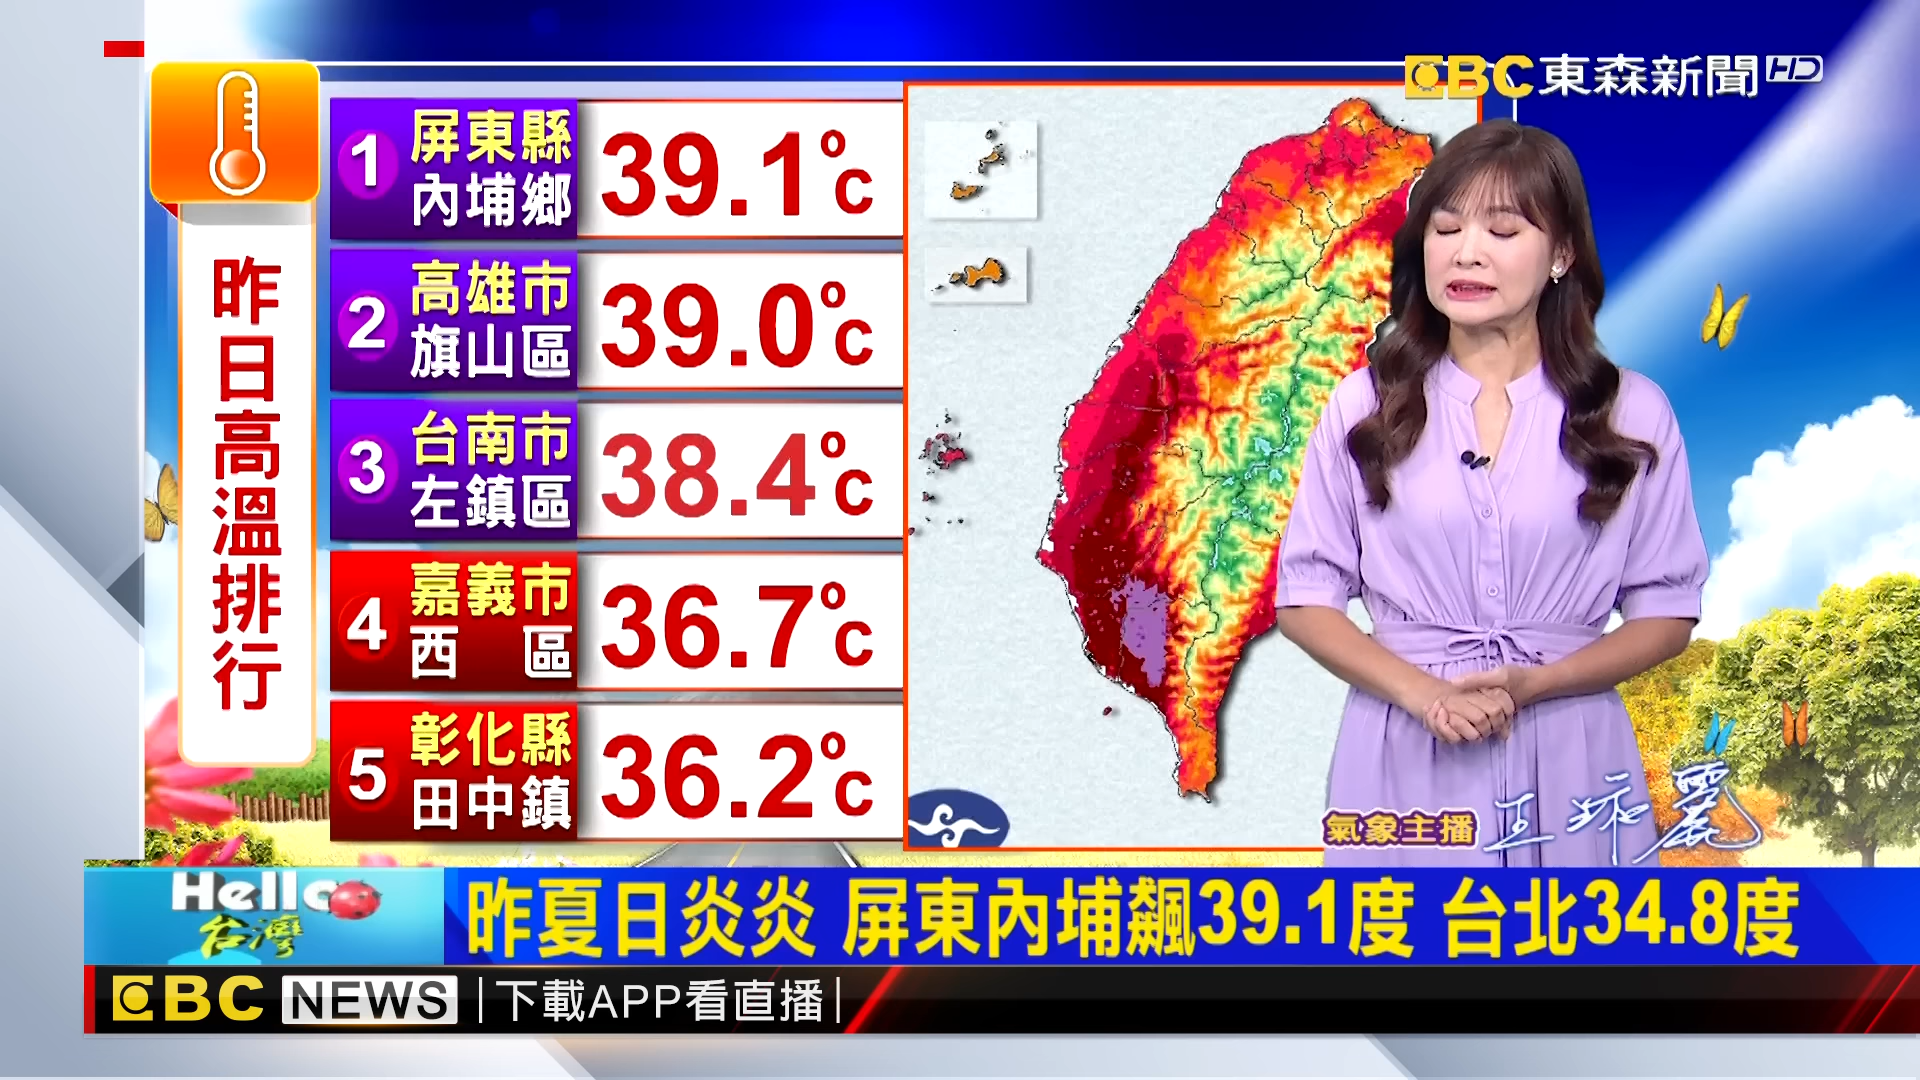 EBC東森新聞HD
昨日高溫排行
1 屏東縣 內埔鄉 39.1°C
2 高雄市 旗山區 39.0°C
3 台南市 左鎮區 38.4°C
4 嘉義市 西 區 36.7°C
5 彰化縣 田中鎮 36.2°C
氣象主播 王琬麗
Hello 台灣
昨夏日炎炎 屏東內埔飆39.1度 台北34.8度
EBC NEWS |下載APP看直播|